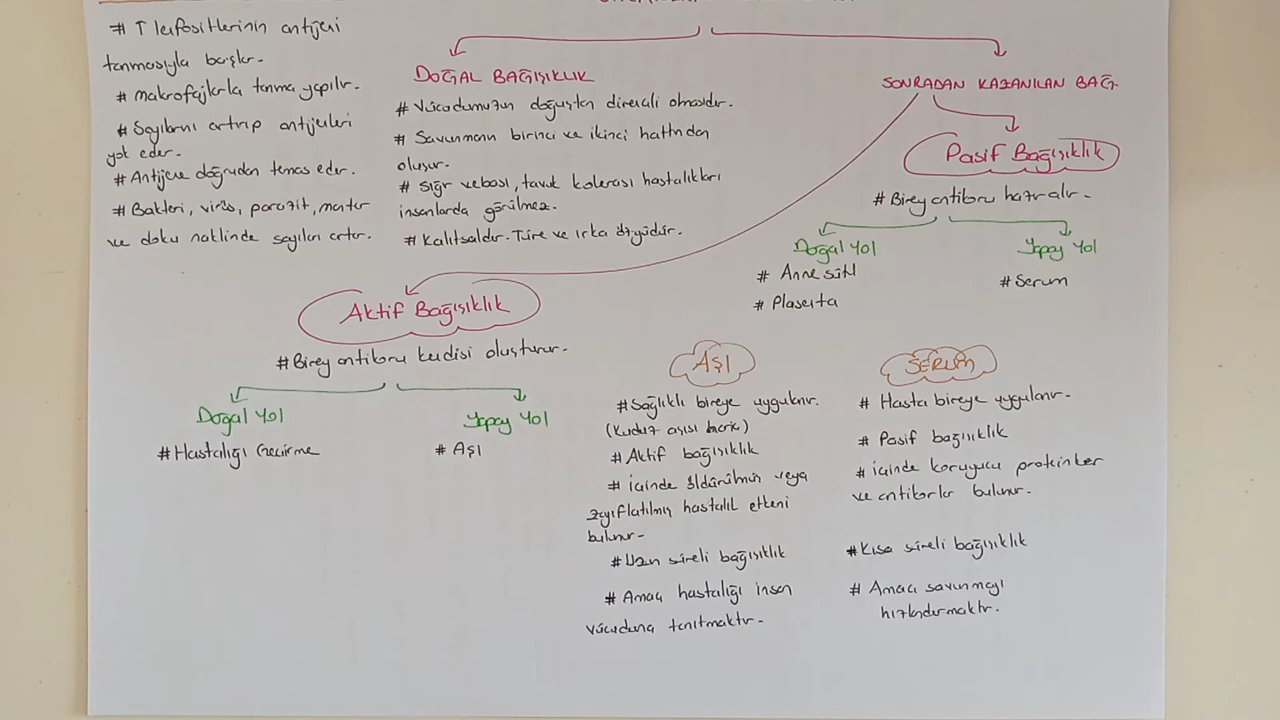 # T lenfositlerinin antijeni
tanımasıyla başlar.
# makrofajlarla tanıma yapılır.
# Sayılarını artırıp antijenleri
yok eder.
# Antijene doğrudan temas eder.
# Bakteri, virüs, parazit, mantar
ve doku naklinde sayıları artar.
DOĞAL BAĞIŞIKLIK
# Vücudumuzun doğuştan dirençli olmasıdır.
# Savunmanın birinci ve ikinci hattından
oluşur.
# Sığır vebası, tavuk kolerası hastalıkları
insanlarda görülmez.
# Kalıtsaldır. Türe ve ırka özgüdür.
SONRADAN KAZANILAN BAĞ.
Pasif Bağışıklık
# Birey antikoru hazır alır.
Doğal Yol
# Anne sütü
# Plasenta
Yapay Yol
# Serum
Aktif Bağışıklık
# Birey antikoru kendisi oluşturur.
Doğal Yol
# Hastalığı Geçirme
Yapay Yol
# Aşı
AŞI
# Sağlıklı bireye uygulanır.
(Kuduz aşısı hariç)
# Aktif bağışıklık
# İçinde öldürülmüş veya
zayıflatılmış hastalık etkeni
bulunur.
# Uzun süreli bağışıklık
# Amaç hastalığı insan
vücuduna tanıtmaktır.
SERUM
# Hasta bireye uygulanır.
# Pasif bağışıklık
# İçinde koruyucu proteinler
ve antikorlar bulunur.
# Kısa süreli bağışıklık
# Amacı savunmayı
hızlandırmaktır.